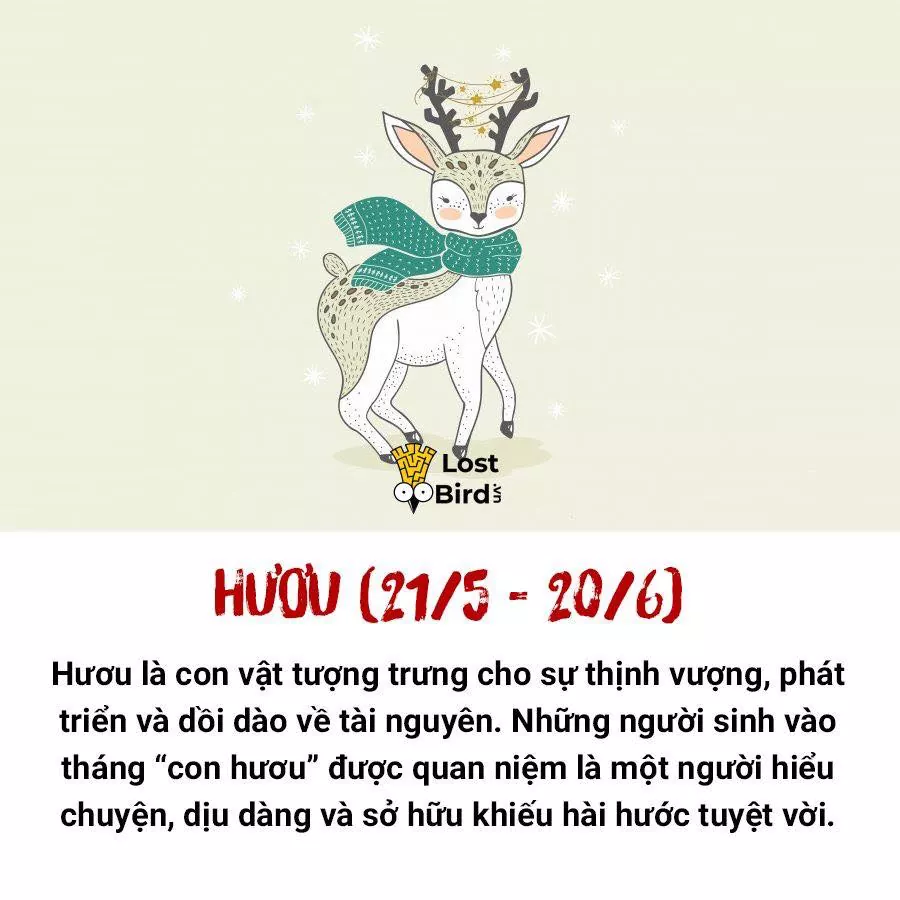 Lost
Bird.vn
HƯƠU (21/5 - 20/6)
Hươu là con vật tượng trưng cho sự thịnh vượng, phát
triển và dồi dào về tài nguyên. Những người sinh vào
tháng “con hươu” được quan niệm là một người hiểu
chuyện, dịu dàng và sở hữu khiếu hài hước tuyệt vời.